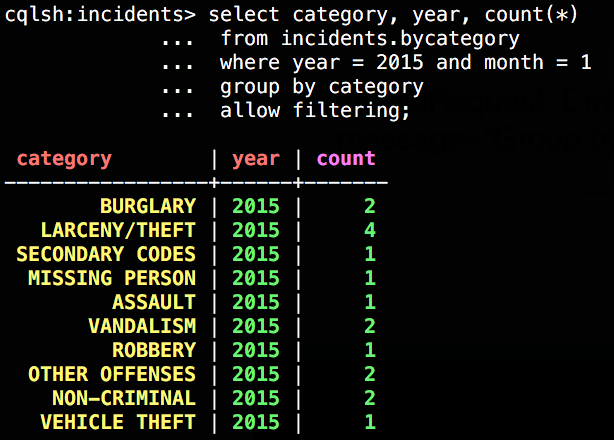 cqlsh:incidents> select category, year, count(*)
... from incidents.bycategory
... where year = 2015 and month = 1
... group by category
... allow filtering;
category | year | count
BURGLARY | 2015 | 2
LARCENY/THEFT | 2015 | 4
SECONDARY CODES | 2015 | 1
MISSING PERSON | 2015 | 1
ASSAULT | 2015 | 1
VANDALISM | 2015 | 2
ROBBERY | 2015 | 1
OTHER OFFENSES | 2015 | 2
NON-CRIMINAL | 2015 | 2
VEHICLE THEFT | 2015 | 1